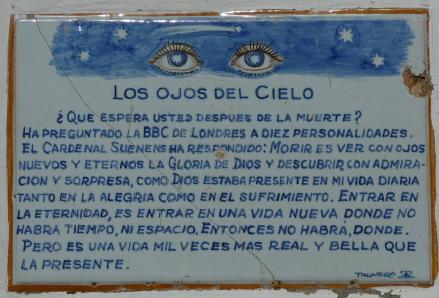 LOS OJOS DEL CIELO
¿QUE ESPERA USTED DESPUES DE LA MUERTE?
HA PREGUNTADO LA BBC DE LONDRES A DIEZ PERSONALIDADES.
EL CARDENAL SUENENS HA RESPONDIDO: MORIR ES VER CON OJOS
NUEVOS Y ETERNOS LA GLORIA DE DIOS Y DESCUBRIR, CON ADMIRA-
CION Y SORPRESA, COMO DIOS ESTABA PRESENTE EN MI VIDA DIARIA
TANTO EN LA ALEGRIA COMO EN EL SUFRIMIENTO. ENTRAR EN
LA ETERNIDAD, ES ENTRAR EN UNA VIDA NUEVA DONDE NO
HABRA TIEMPO, NI ESPACIO. ENTONCES NO HABRÁ, DONDE.
PERO ES UNA VIDA MIL VECES MAS REAL Y BELLA QUE
LA PRESENTE.
TALAVERA